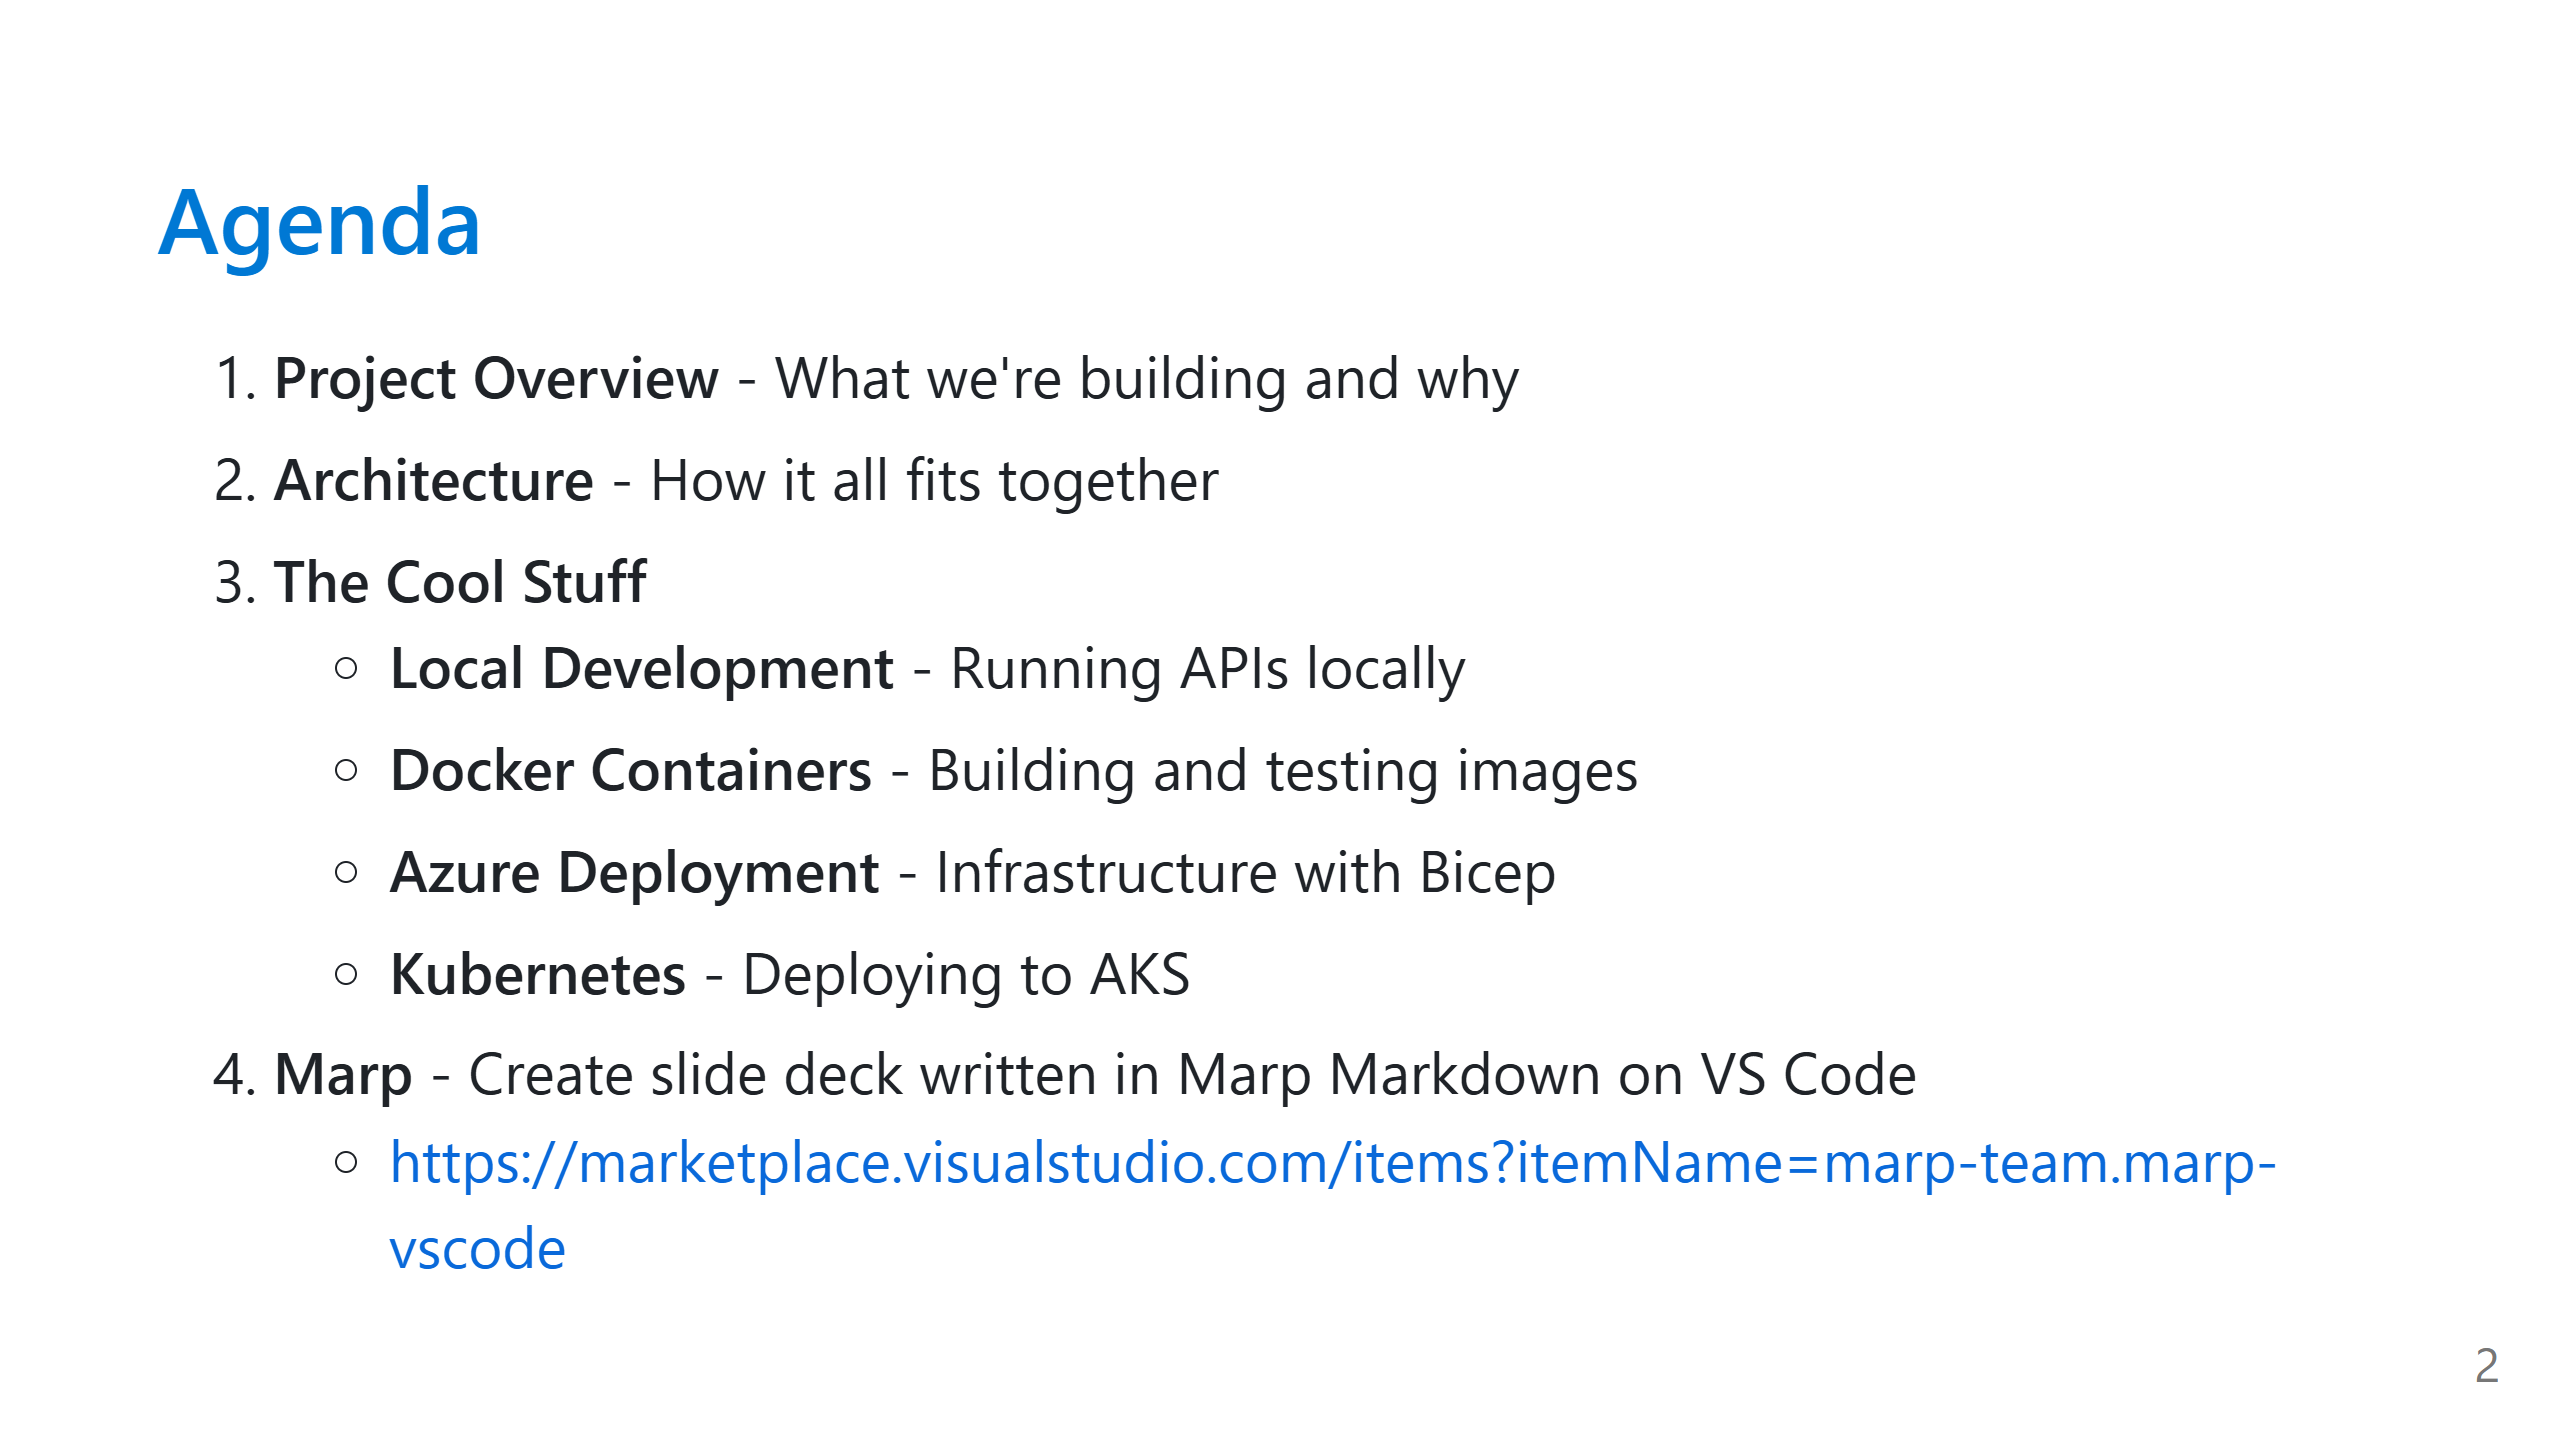 Agenda
1. Project Overview - What we're building and why
2. Architecture - How it all fits together
3. The Cool Stuff
○ Local Development - Running APIs locally
○ Docker Containers - Building and testing images
○ Azure Deployment - Infrastructure with Bicep
○ Kubernetes - Deploying to AKS
4. Marp - Create slide deck written in Marp Markdown on VS Code
○ https://marketplace.visualstudio.com/items?itemName=marp-team.marp-
vscode
2